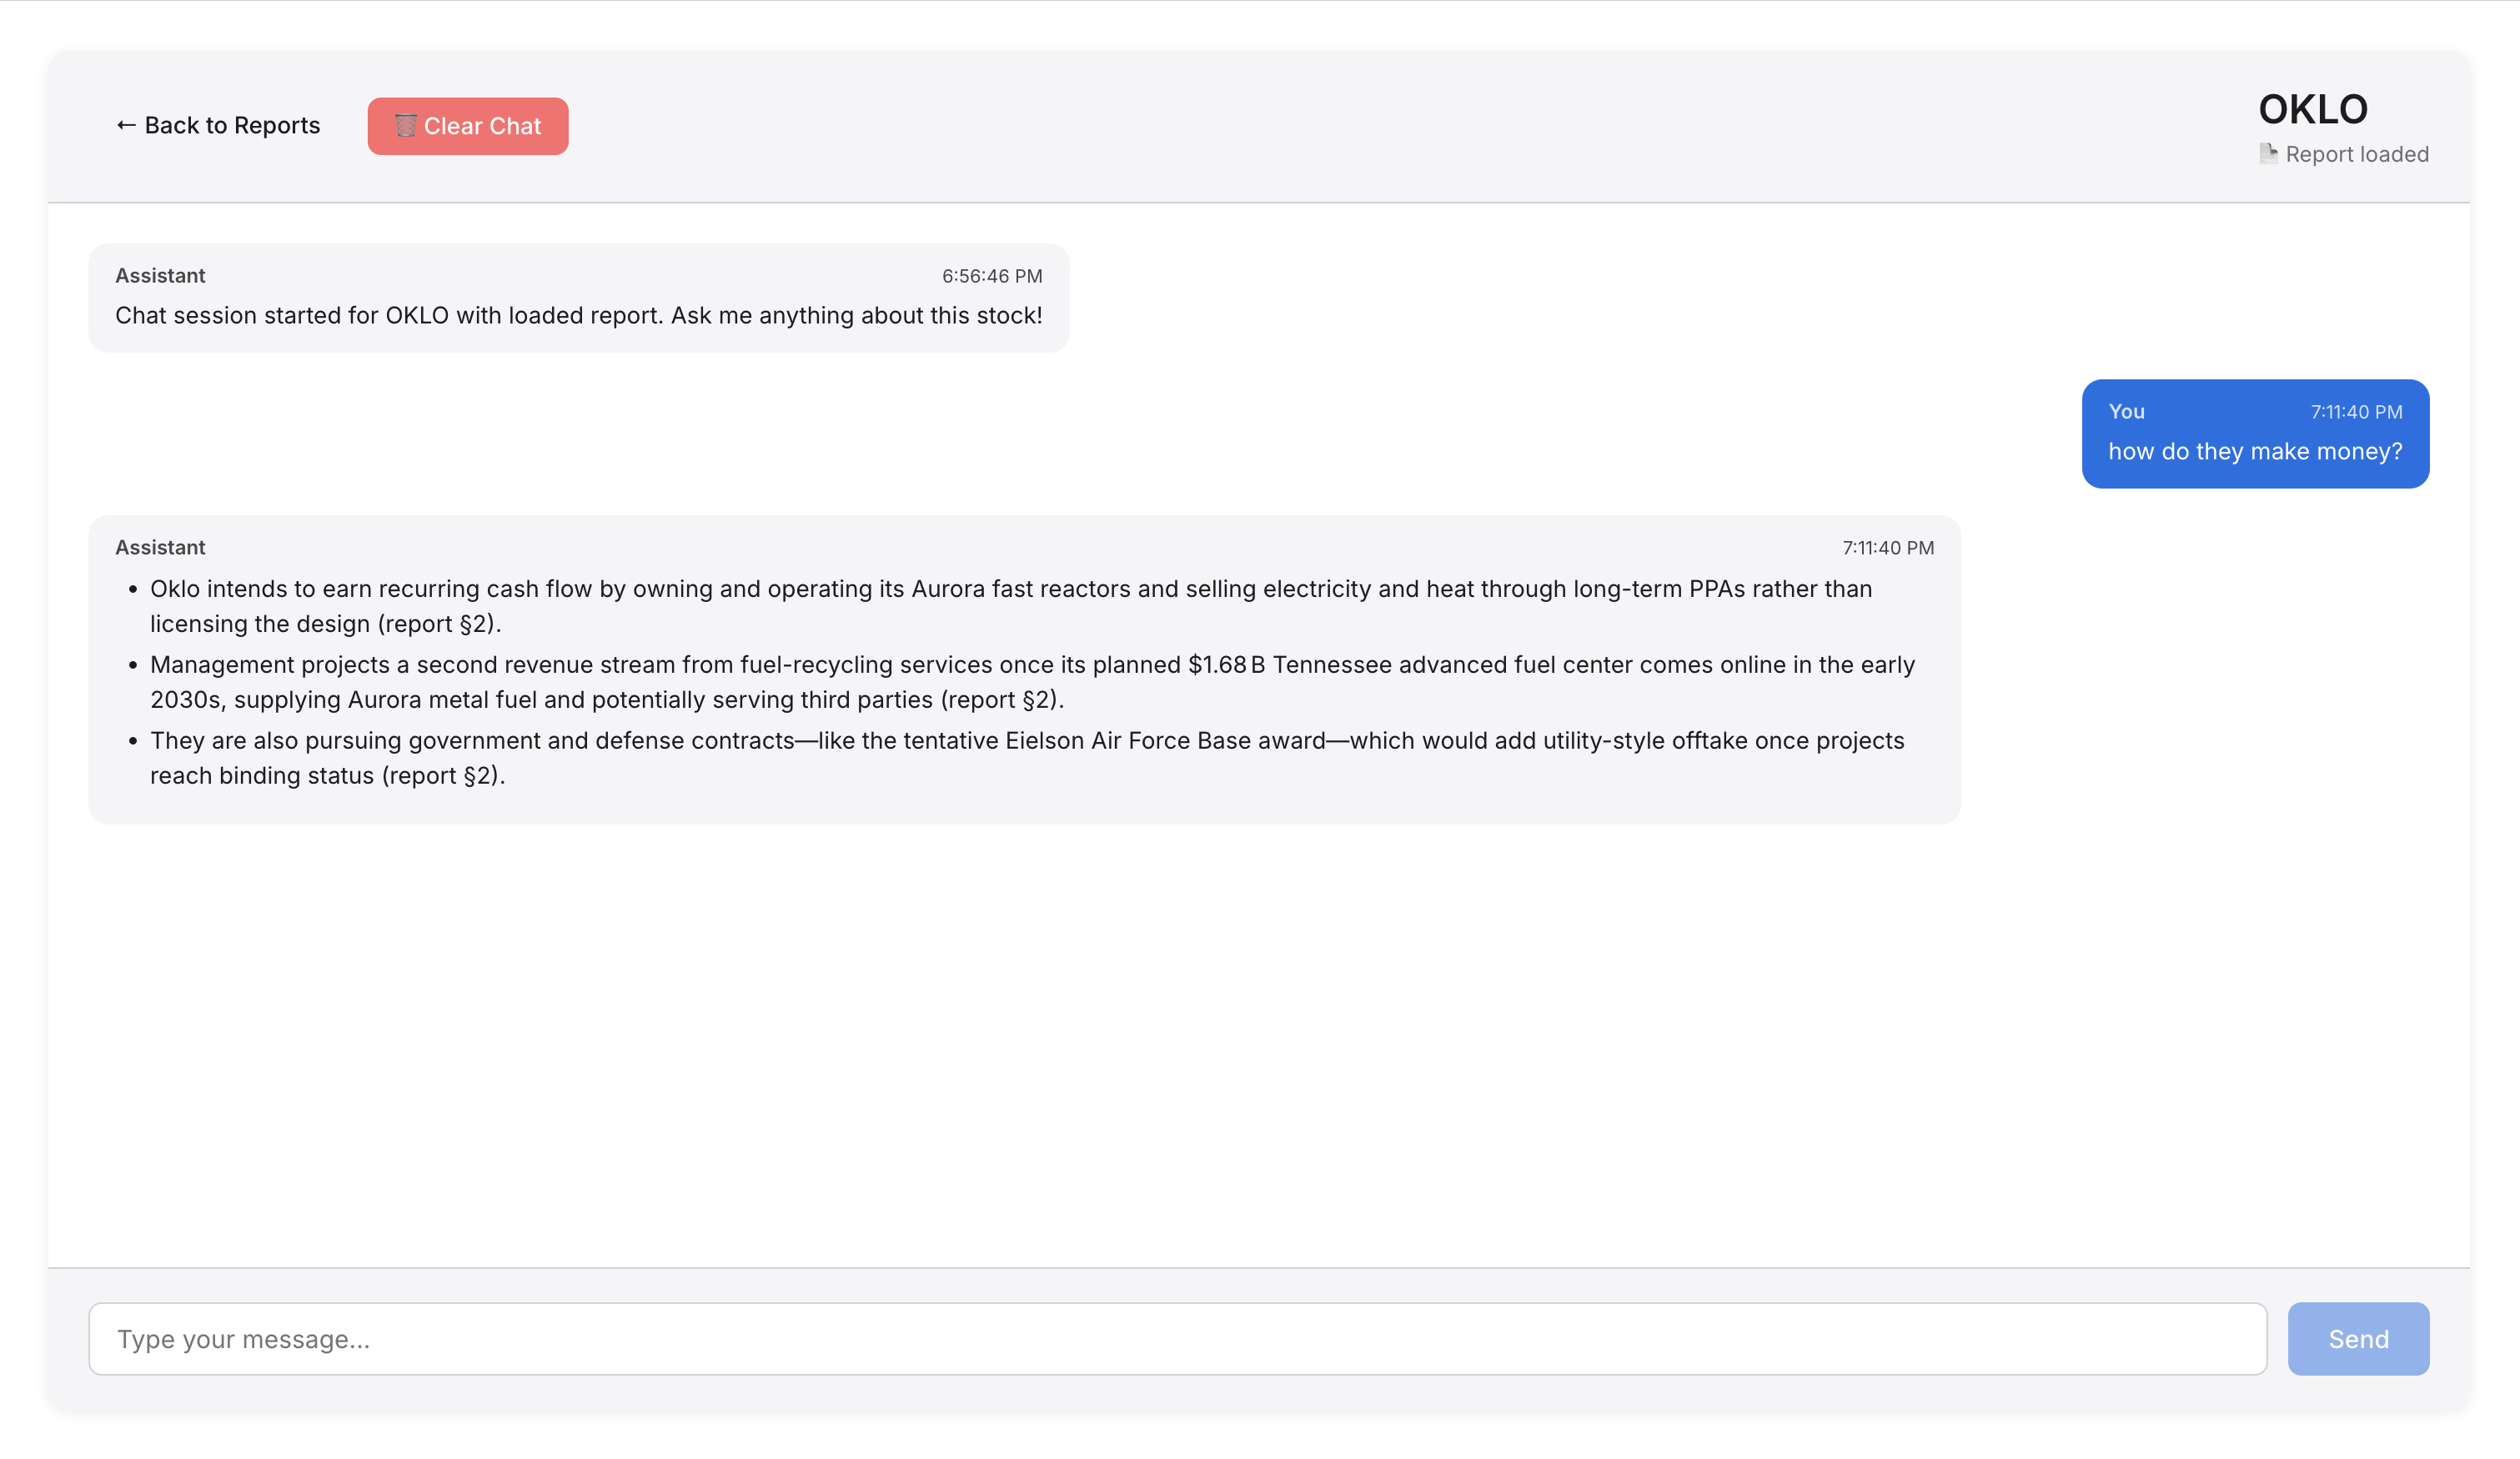 ← Back to Reports
🗑️ Clear Chat
OKLO
📄 Report loaded
Assistant 6:56:46 PM
Chat session started for OKLO with loaded report. Ask me anything about this stock!
You 7:11:40 PM
how do they make money?
Assistant 7:11:40 PM
• Oklo intends to earn recurring cash flow by owning and operating its Aurora fast reactors and selling electricity and heat through long-term PPAs rather than
licensing the design (report §2).
• Management projects a second revenue stream from fuel-recycling services once its planned $1.68 B Tennessee advanced fuel center comes online in the early
2030s, supplying Aurora metal fuel and potentially serving third parties (report §2).
• They are also pursuing government and defense contracts—like the tentative Eielson Air Force Base award—which would add utility-style offtake once projects
reach binding status (report §2).
Type your message...
Send